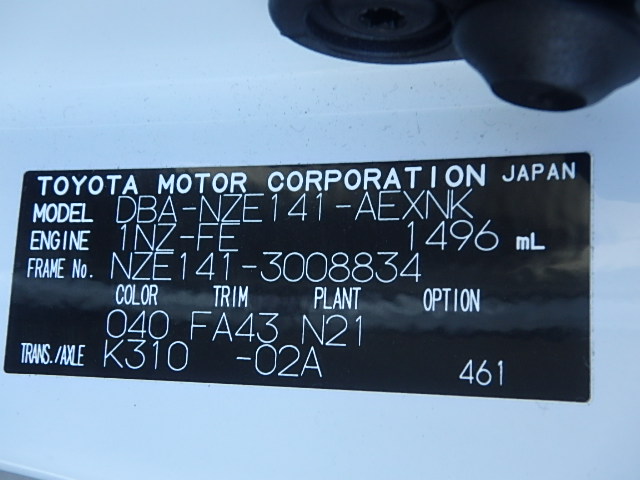 TOYOTA MOTOR CORPORATION JAPAN
MODEL DBA-NZE141-AEXNK
ENGINE 1NZ-FE 1496 mL
FRAME No. NZE141-3008834
COLOR TRIM PLANT OPTION
040 FA43 N21
TRANS./AXLE K310 -02A 461